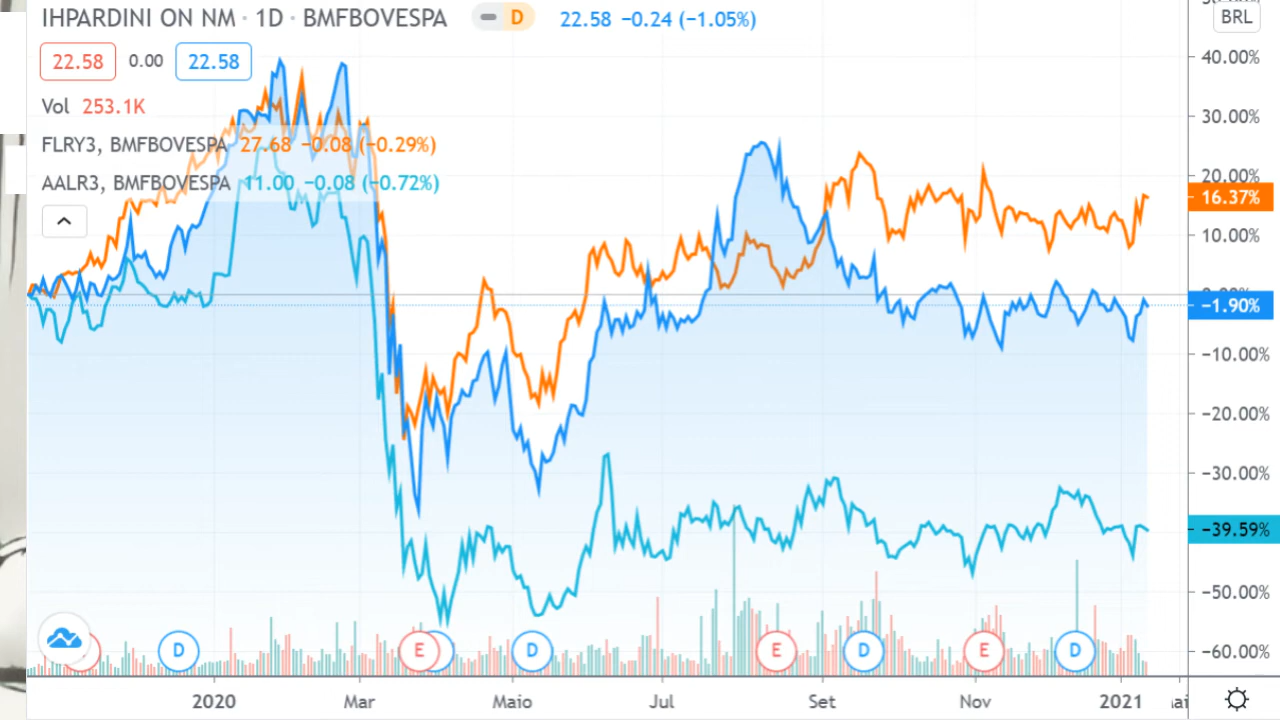 IHPARDINI ON NM · 1D · BMFBOVESPA D 22.58 −0.24 (−1.05%)
BRL
22.58 0.00 22.58
Vol 253.1K
FLRY3, BMFBOVESPA 27.68 −0.08 (−0.29%)
AALR3, BMFBOVESPA 11.00 −0.08 (−0.72%)
40.00%
30.00%
20.00%
16.37%
10.00%
0.00%
−1.90%
−10.00%
−20.00%
−30.00%
−39.59%
−50.00%
−60.00%
D E D E D E D
2020 Mar Maio Jul Set Nov 2021